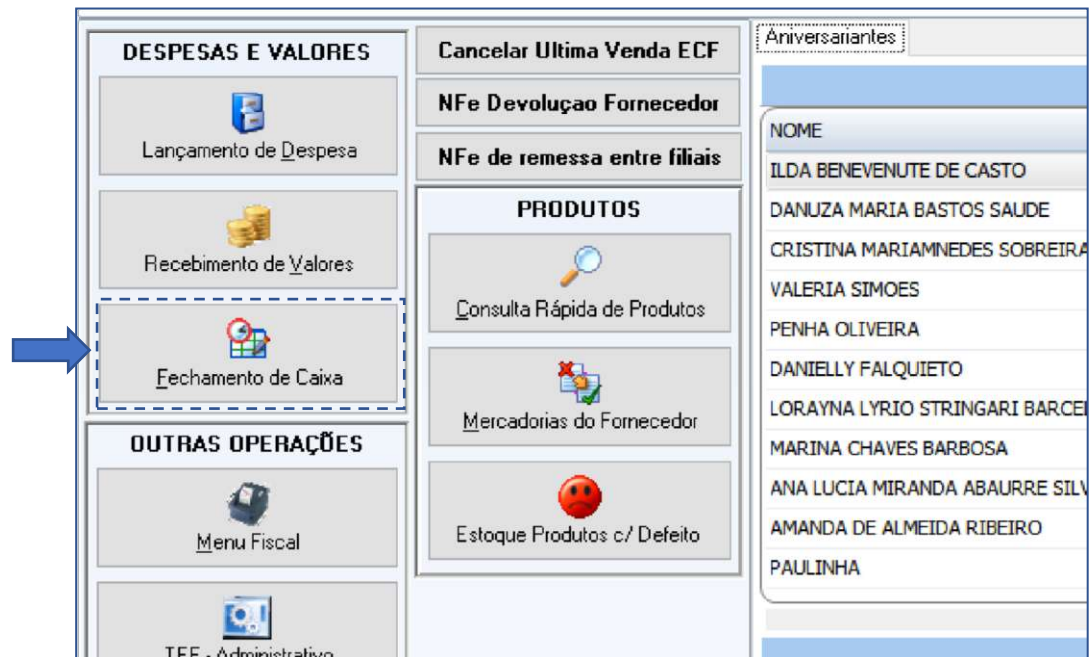 DESPESAS E VALORES
Lançamento de Despesa
Recebimento de Valores
Fechamento de Caixa
OUTRAS OPERAÇÕES
Menu Fiscal
TEF - Administrativo
Cancelar Ultima Venda ECF
NFe Devoluçao Fornecedor
NFe de remessa entre filiais
PRODUTOS
Consulta Rápida de Produtos
Mercadorias do Fornecedor
Estoque Produtos c/ Defeito
Aniversariantes
NOME
ILDA BENEVENUTE DE CASTO
DANUZA MARIA BASTOS SAUDE
CRISTINA MARIAMNEDES SOBREIRA
VALERIA SIMOES
PENHA OLIVEIRA
DANIELLY FALQUIETO
LORAYNA LYRIO STRINGARI BARCEL
MARINA CHAVES BARBOSA
ANA LUCIA MIRANDA ABAURRE SILV
AMANDA DE ALMEIDA RIBEIRO
PAULINHA